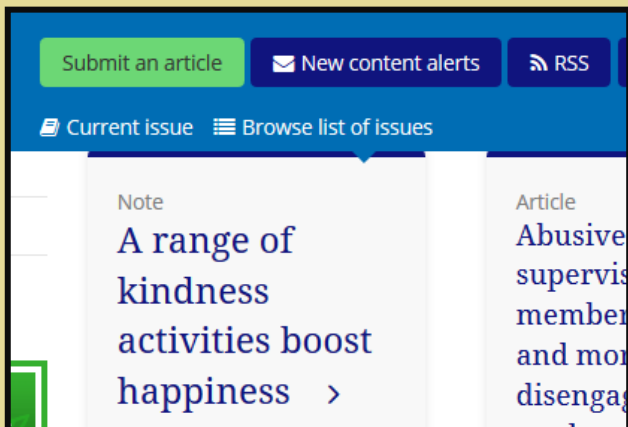 Submit an article New content alerts RSS
Current issue Browse list of issues
Note
A range of
kindness
activities boost
happiness >
Article
Abusive
supervis
member
and mor
disengag